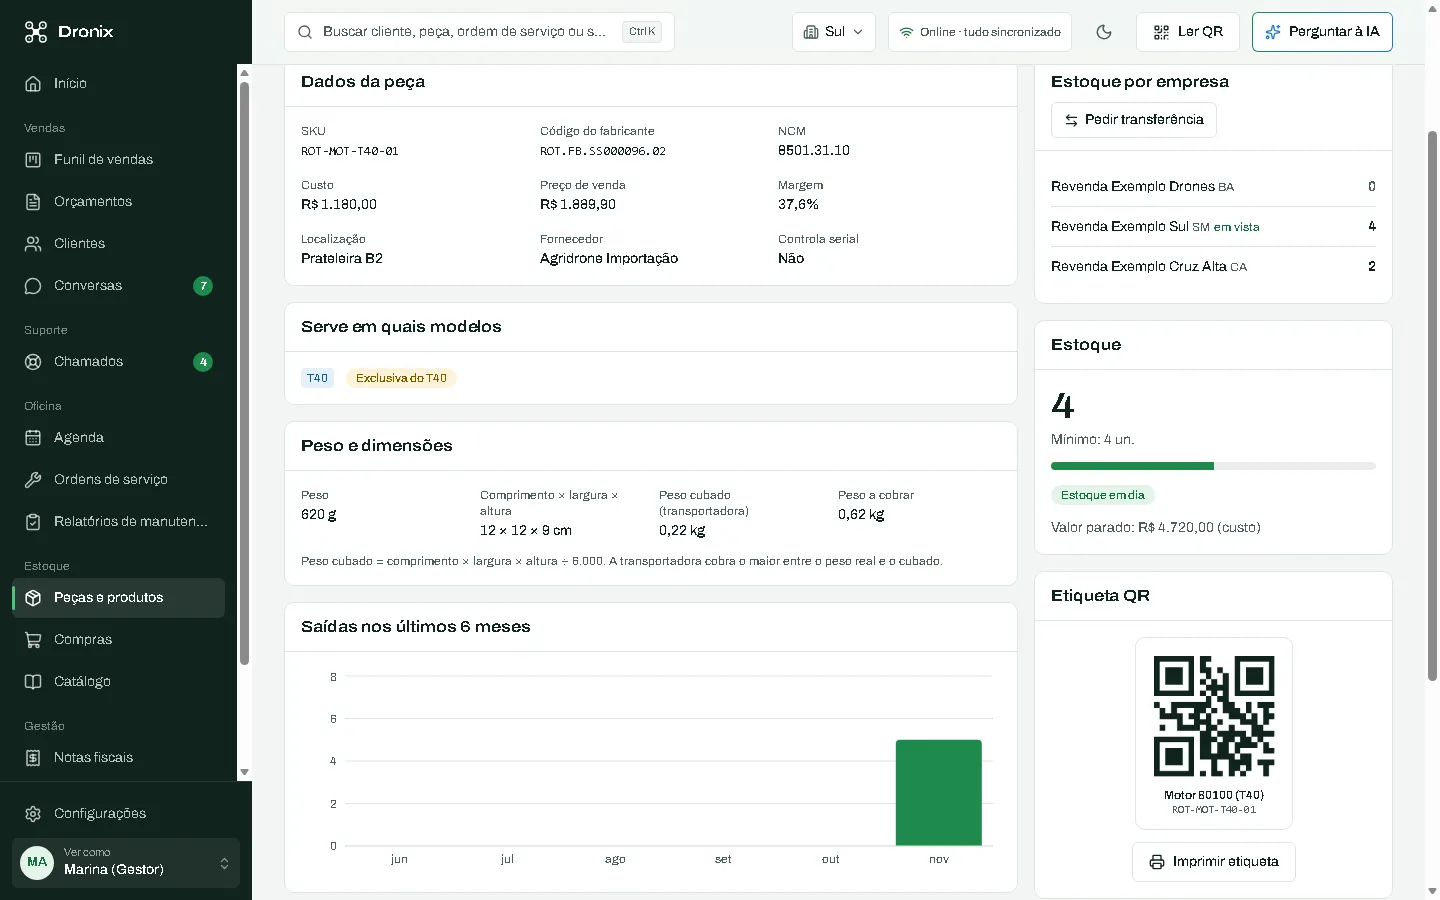 Dronix
Buscar cliente, peça, ordem de serviço ou s...
Ctrl K
Sul
Online · tudo sincronizado
Ler QR
Perguntar à IA
Início
Vendas
Funil de vendas
Orçamentos
Clientes
Conversas
7
Suporte
Chamados
4
Oficina
Agenda
Ordens de serviço
Relatórios de manuten...
Estoque
Peças e produtos
Compras
Catálogo
Gestão
Notas fiscais
Configurações
MA
Ver como
Marina (Gestor)
Dados da peça
SKU
ROT-MOT-T40-01
Código do fabricante
ROT.FB.SS000096.02
NCM
8501.31.10
Custo
R$ 1.180,00
Preço de venda
R$ 1.889,90
Margem
37,6%
Localização
Prateleira B2
Fornecedor
Agridrone Importação
Controla serial
Não
Serve em quais modelos
T40
Exclusiva do T40
Peso e dimensões
Peso
620 g
Comprimento × largura ×
altura
12 × 12 × 9 cm
Peso cubado
(transportadora)
0,22 kg
Peso a cobrar
0,62 kg
Peso cubado = comprimento × largura × altura ÷ 6.000. A transportadora cobra o maior entre o peso real e o cubado.
Saídas nos últimos 6 meses
8
6
4
2
0
jun
jul
ago
set
out
nov
Estoque por empresa
Pedir transferência
Revenda Exemplo Drones BA
0
Revenda Exemplo Sul SM em vista
4
Revenda Exemplo Cruz Alta CA
2
Estoque
4
Mínimo: 4 un.
Estoque em dia
Valor parado: R$ 4.720,00 (custo)
Etiqueta QR
Motor 80100 (T40)
ROT-MOT-T40-01
Imprimir etiqueta